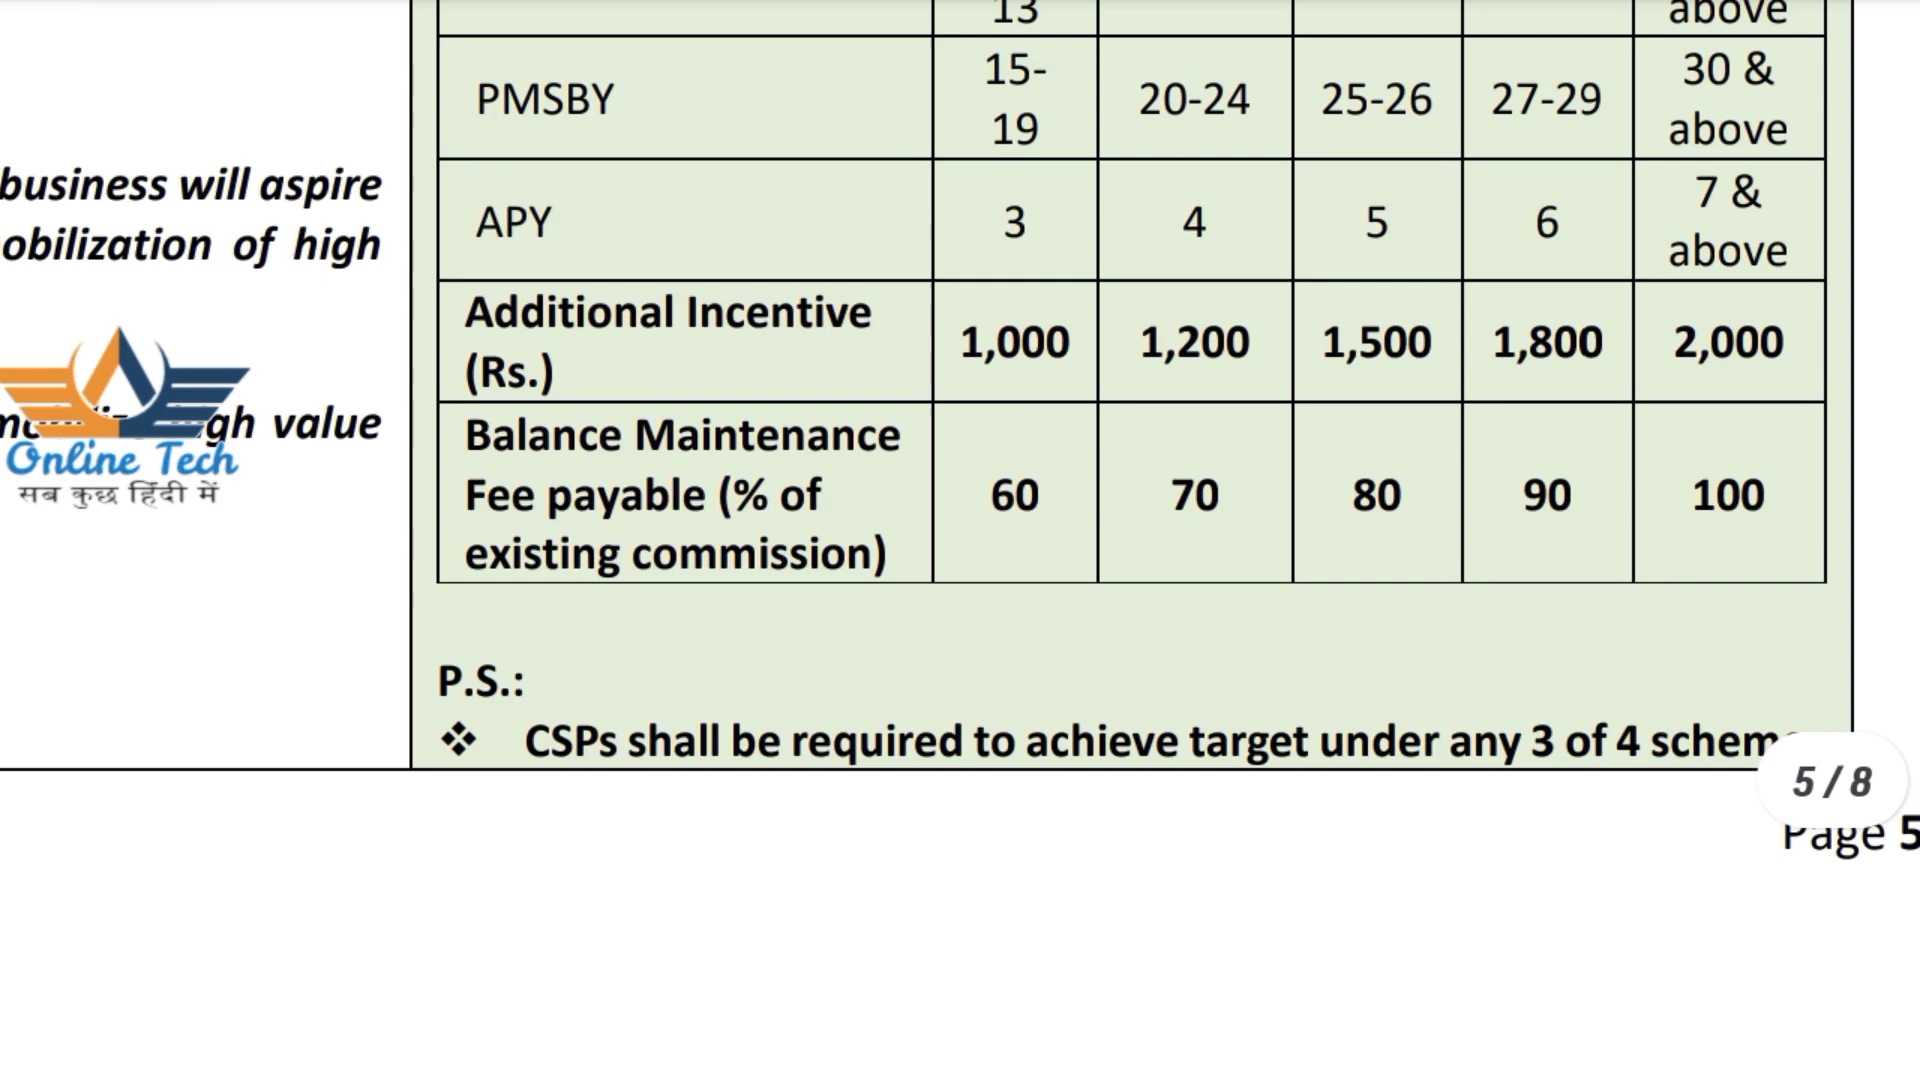 13
above
PMSBY
15-
19
20-24
25-26
27-29
30 &
above
APY
3
4
5
6
7 &
above
Additional Incentive
(Rs.)
1,000
1,200
1,500
1,800
2,000
Balance Maintenance
Fee payable (% of
existing commission)
60
70
80
90
100
P.S.:
❖ CSPs shall be required to achieve target under any 3 of 4
business will aspire
obilization of high
value
Online Tech
सब कुछ हिंदी में
5 / 8
Page 5